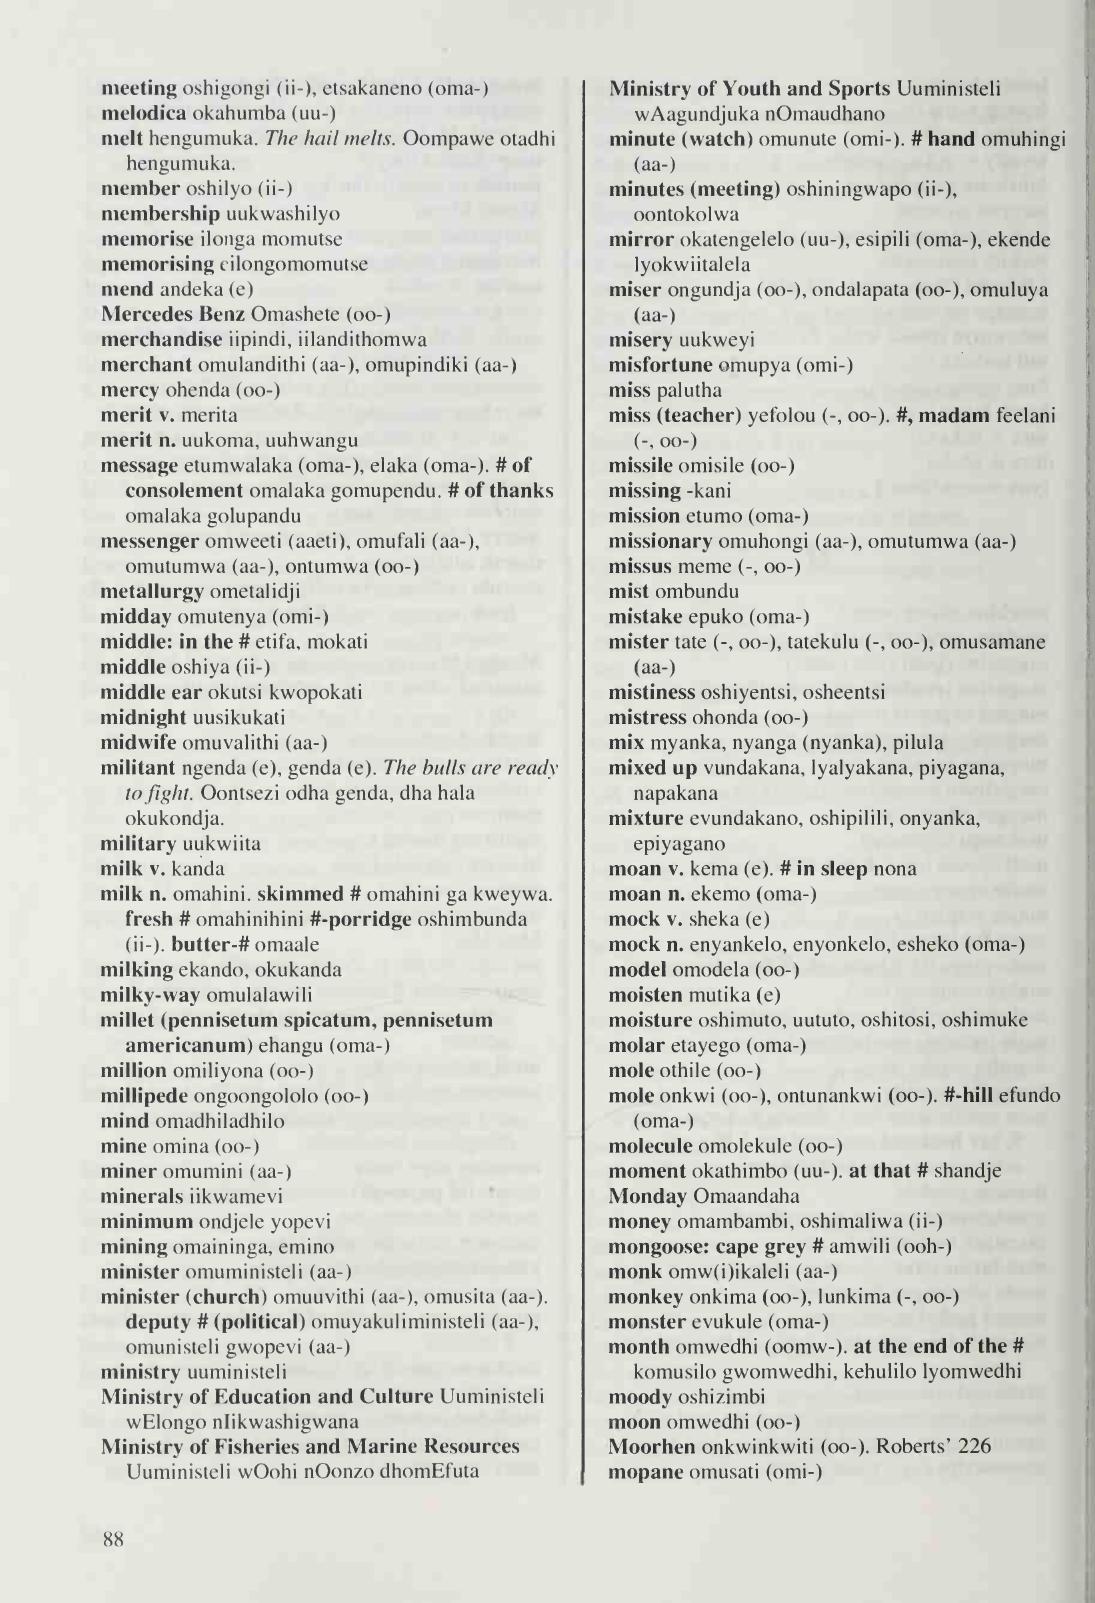 meeting oshigongi (ii-), etsakaneno (oma-)
melodica okahumba (uu-)
melt hengumuka. The hail melts. Oompawe otadhi
hengumuka.
member oshilyo (ii-)
membership uukwashilyo
memorise ilonga momutse
memorising eilongomomutse
mend andeka (e)
Mercedes Benz Omashete (oo-)
merchandise iipindi, iilandithomwa
merchant omulandithi (aa-), omupindiki (aa-)
mercy ohenda (oo-)
merit v. merita
merit n. uukoma, uuhwangu
message etumwalaka (oma-), elaka (oma-). # of
consolement omalaka gomupendu. # of thanks
omalaka golupandu
messenger omweeti (aaeti), omufali (aa-),
omutumwa (aa-), ontumwa (oo-)
metallurgy ometalidji
midday omutenya (omi-)
middle: in the # etifa, mokati
middle oshiya (ii-)
middle ear okutsi kwopokati
midnight uusikukati
midwife omuvalithi (aa-)
militant ngenda (e), genda (e). The bulls are ready
to fight. Oontsezi odha genda, dha hala
okukondja.
military uukwiita
milk v. kanda
milk n. omahini. skimmed # omahini ga kweywa.
fresh # omahinihini #-porridge oshimbunda
(ii-). butter-# omaale
milking ekando, okukanda
milky-way omulalawili
millet (pennisetum spicatum, pennisetum
americanum) ehangu (oma-)
million omiliyona (oo-)
millipede ongoongololo (oo-)
mind omadhiladhilo
mine omina (oo-)
miner omumini (aa-)
minerals iikwamevi
minimum ondjele yopevi
mining omaininga, emino
minister omuministeli (aa-)
minister (church) omuuvithi (aa-), omusita (aa-).
deputy # (political) omuyakuliministeli (aa-),
omunisteli gwopevi (aa-)
ministry uuministeli
Ministry of Education and Culture Uuministeli
wElongo nIikwashigwana
Ministry of Fisheries and Marine Resources
Uuministeli wOohi nOonzo dhomEfuta
88
Ministry of Youth and Sports Uuministeli
wAagundjuka nOmaudhano
minute (watch) omunute (omi-). # hand omuhingi
(aa-)
minutes (meeting) oshiningwapo (ii-),
oontokolwa
mirror okatengelelo (uu-), esipili (oma-), ekende
lyokwiitalela
miser ongundja (oo-), ondalapata (oo-), omuluya
(aa-)
misery uukweyi
misfortune omupya (omi-)
miss palutha
miss (teacher) yefolou (-, oo-). #, madam feelani
(-, oo-)
missile omisile (oo-)
missing -kani
mission etumo (oma-)
missionary omuhongi (aa-), omutumwa (aa-)
missus meme (-, oo-)
mist ombundu
mistake epuko (oma-)
mister tate (-, oo-), tatekulu (-, oo-), omusamane
(aa-)
mistiness oshiyentsi, osheentsi
mistress ohonda (oo-)
mix myanka, nyanga (nyanka), pilula
mixed up vundakana, lyalyakana, piyagana,
napakana
mixture evundakano, oshipilili, onyanka,
epiyagano
moan v. kema (e). # in sleep nona
moan n. ekemo (oma-)
mock v. sheka (e)
mock n. enyankelo, enyonkelo, esheko (oma-)
model omodela (oo-)
moisten mutika (e)
moisture oshimuto, uututo, oshitosi, oshimuke
molar etayego (oma-)
mole othile (oo-)
mole onkwi (oo-), ontunankwi (oo-). #-hill efundo
(oma-)
molecule omolekule (oo-)
moment okathimbo (uu-). at that # shandje
Monday Omaandaha
money omambambi, oshimaliwa (ii-)
mongoose: cape grey # amwili (ooh-)
monk omw(i)ikaleli (aa-)
monkey onkima (oo-), lunkima (-, oo-)
monster evukule (oma-)
month omwedhi (oomw-). at the end of the #
komusilo gwomwedhi, kehulilo lyomwedhi
moody oshizimbi
moon omwedhi (oo-)
Moorhen onkwinkwiti (oo-). Roberts' 226
mopane omusati (omi-)